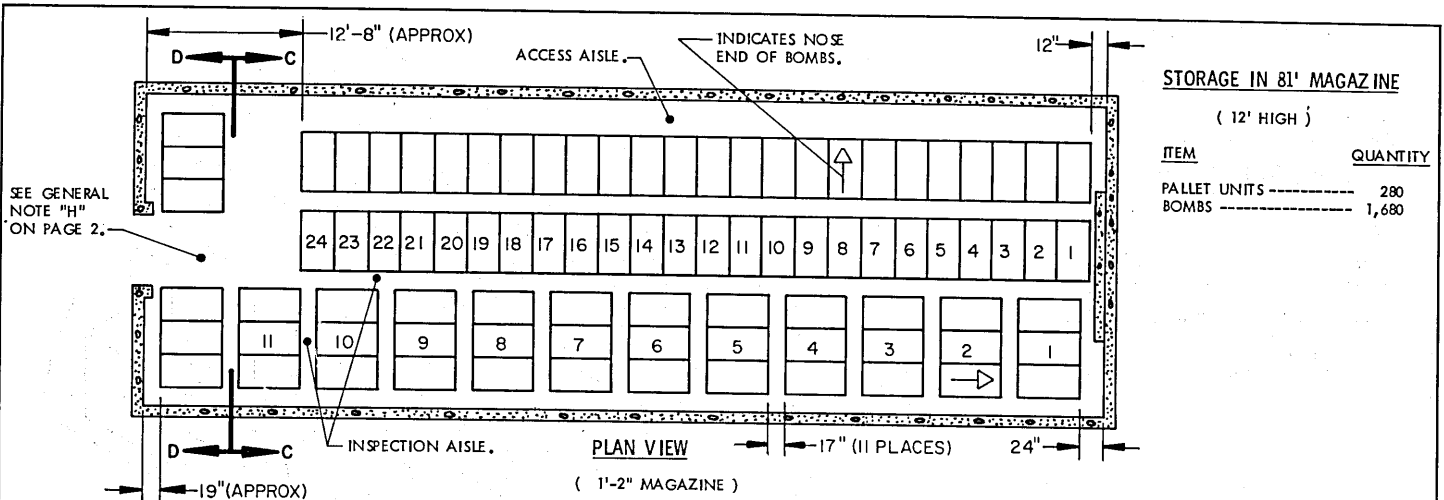 12'-8" (APPROX)
D C
ACCESS AISLE.
INDICATES NOSE
END OF BOMBS.
12"
STORAGE IN 81' MAGAZINE
( 12' HIGH )
ITEM QUANTITY
PALLET UNITS ----------- 280
BOMBS ------------------ 1,680
SEE GENERAL
NOTE "H"
ON PAGE 2.
24 23 22 21 20 19 18 17 16 15 14 13 12 11 10 9 8 7 6 5 4 3 2 1
11 10 9 8 7 6 5 4 3 2 1
INSPECTION AISLE.
PLAN VIEW
17" (11 PLACES)
24"
D C
19"(APPROX)
( 1'-2" MAGAZINE )